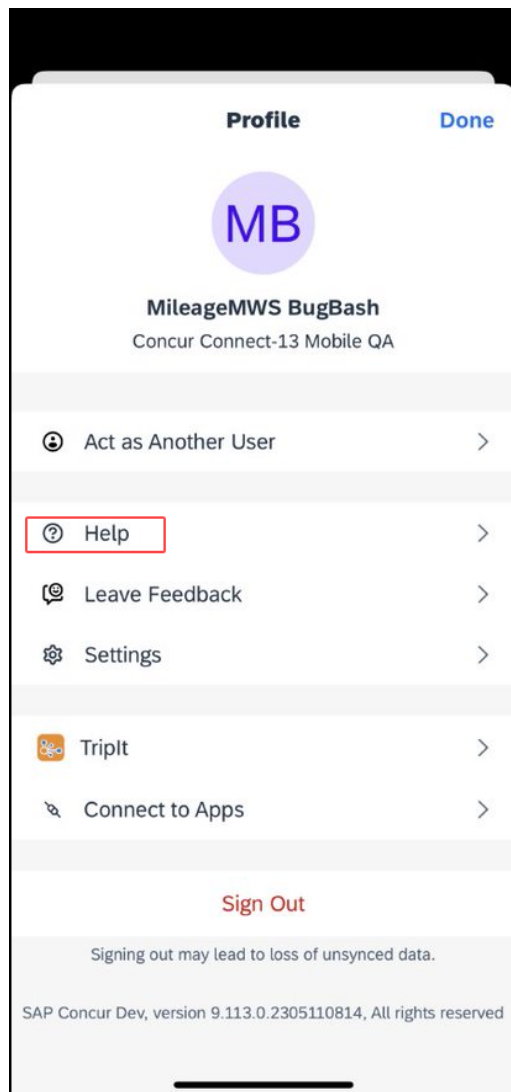 Profile
Done
MB
MileageMWS BugBash
Concur Connect-13 Mobile QA
Act as Another User
Help
Leave Feedback
Settings
TripIt
Connect to Apps
Sign Out
Signing out may lead to loss of unsynced data.
SAP Concur Dev, version 9.113.0.2305110814, All rights reserved